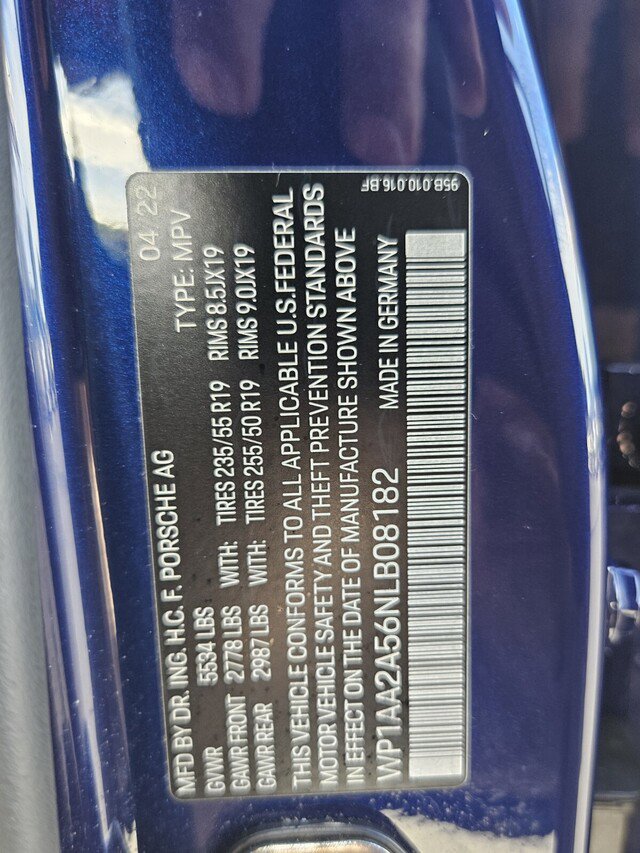 MFD BY DR. ING. H.C. F. PORSCHE AG 04 22
GVWR 5534 LBS TYPE: MPV
GAWR FRONT 2778 LBS WITH: TIRES 235/55 R19 RIMS 8.5JX19
GAWR REAR 2987 LBS WITH: TIRES 255/50 R19 RIMS 9.0JX19
THIS VEHICLE CONFORMS TO ALL APPLICABLE U.S. FEDERAL
MOTOR VEHICLE SAFETY AND THEFT PREVENTION STANDARDS
IN EFFECT ON THE DATE OF MANUFACTURE SHOWN ABOVE
WP1AA2A56NLB08182 MADE IN GERMANY
95B.010.016.BF